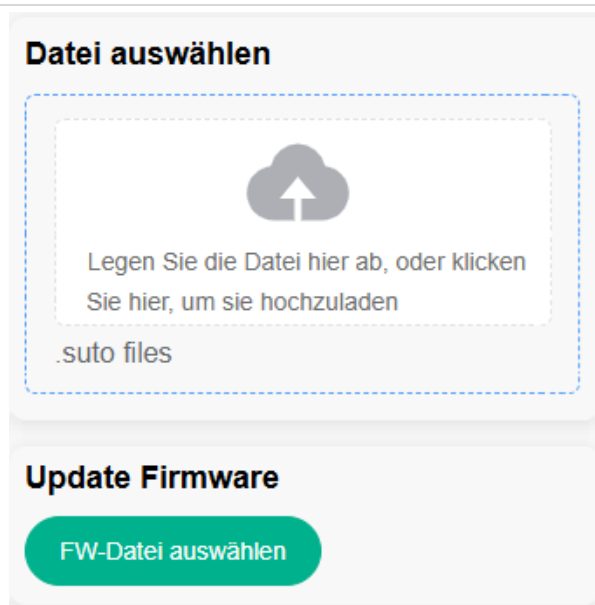 Datei auswählen
Legen Sie die Datei hier ab, oder klicken
Sie hier, um sie hochzuladen
.suto files
Update Firmware
FW-Datei auswählen